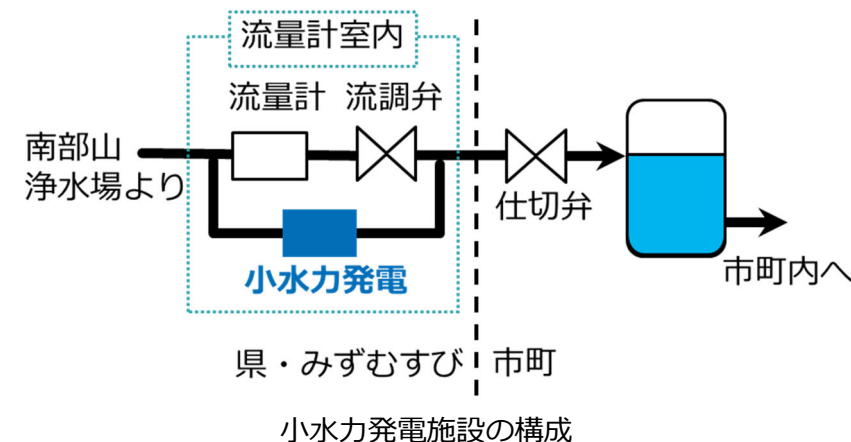 流量計室内
流量計
流調弁
南部山
浄水場より
仕切弁
小水力発電
市町内へ
県・みずむすび
市町
小水力発電施設の構成